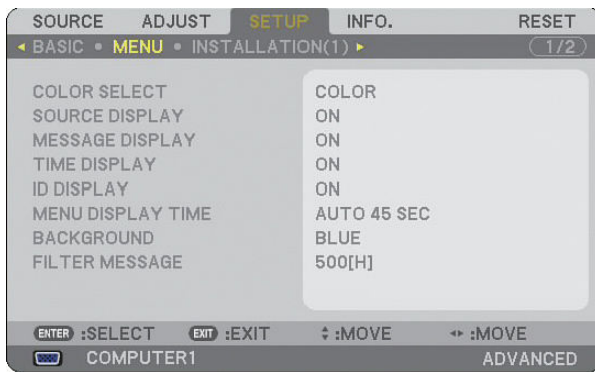 SOURCE ADJUST SETUP INFO. RESET
BASIC • MENU • INSTALLATION(1) 1/2
COLOR SELECT COLOR
SOURCE DISPLAY ON
MESSAGE DISPLAY ON
TIME DISPLAY ON
ID DISPLAY ON
MENU DISPLAY TIME AUTO 45 SEC
BACKGROUND BLUE
FILTER MESSAGE 500[H]
ENTER :SELECT EXIT :EXIT :MOVE :MOVE
COMPUTER1 ADVANCED